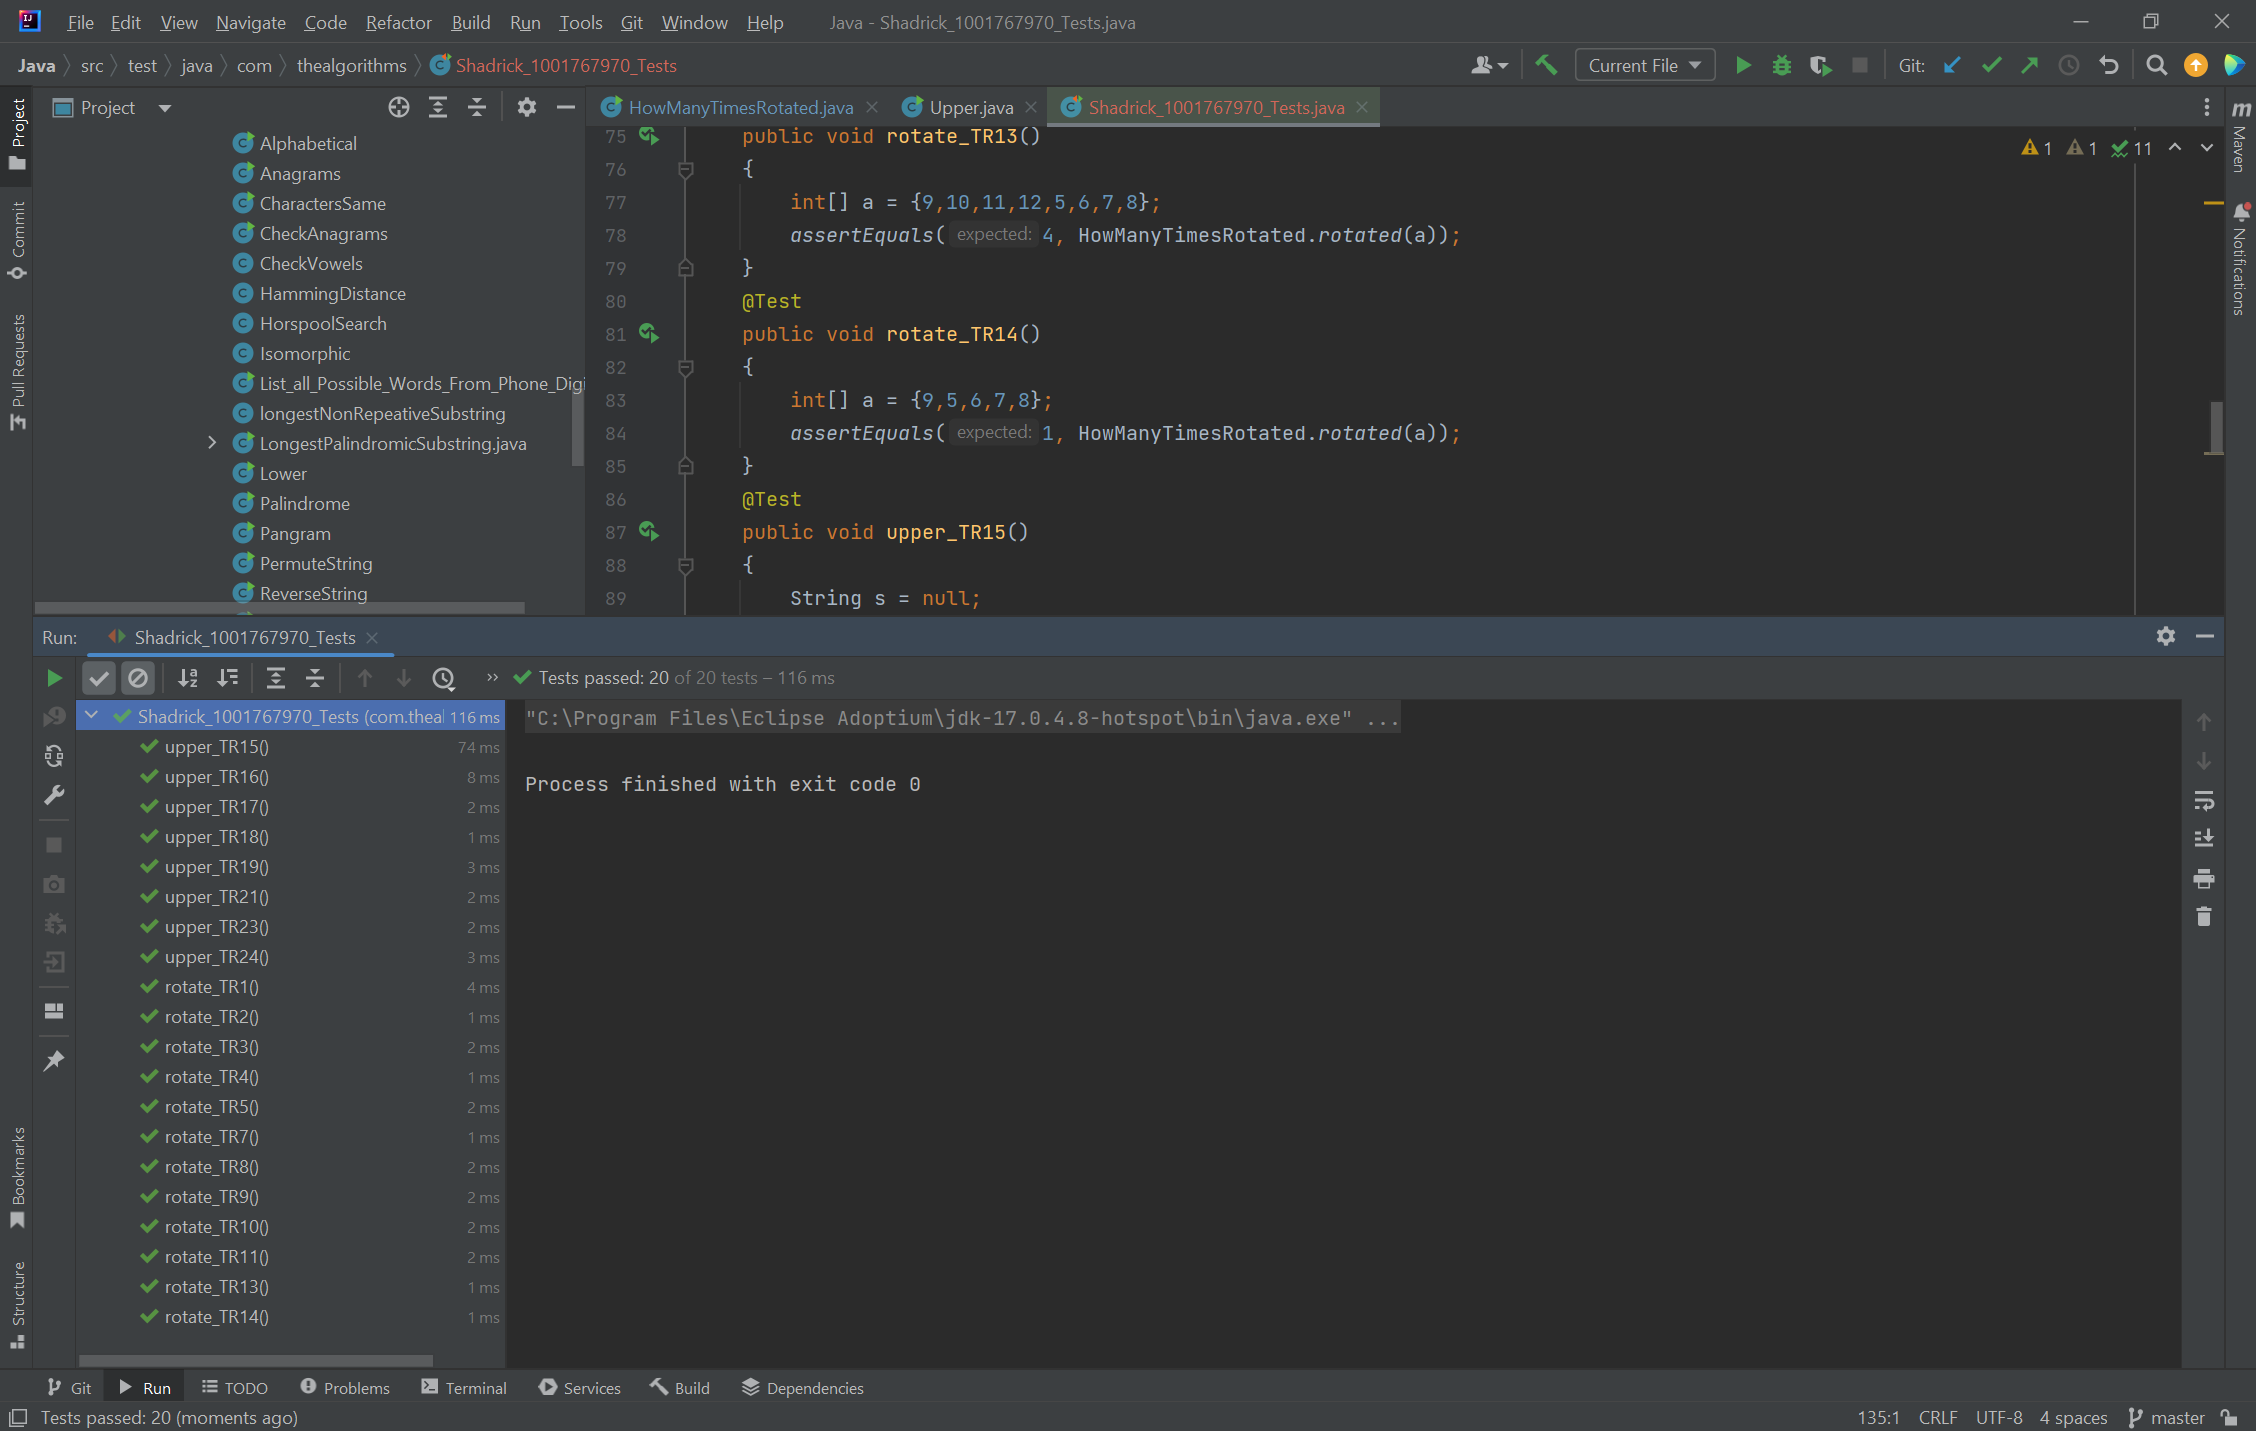 File Edit View Navigate Code Refactor Build Run Tools Git Window Help Java - Shadrick_1001767970_Tests.java
Java src test java com thealgorithms Shadrick_1001767970_Tests Current File Git:
Project
HowManyTimesRotated.java Upper.java Shadrick_1001767970_Tests.java
Project
Commit
Pull Requests
Bookmarks
Structure
Maven
Notifications
Alphabetical
Anagrams
CharactersSame
CheckAnagrams
CheckVowels
HammingDistance
HorspoolSearch
Isomorphic
List_all_Possible_Words_From_Phone_Digi
longestNonRepeativeSubstring
LongestPalindromicSubstring.java
Lower
Palindrome
Pangram
PermuteString
ReverseString
1 1 11
75 public void rotate_TR13()
76 {
77 int[] a = {9,10,11,12,5,6,7,8};
78 assertEquals( expected: 4, HowManyTimesRotated.rotated(a));
79 }
80 @Test
81 public void rotate_TR14()
82 {
83 int[] a = {9,5,6,7,8};
84 assertEquals( expected: 1, HowManyTimesRotated.rotated(a));
85 }
86 @Test
87 public void upper_TR15()
88 {
89 String s = null;
Run: Shadrick_1001767970_Tests
Tests passed: 20 of 20 tests – 116 ms
Shadrick_1001767970_Tests (com.theal 116 ms
upper_TR15() 74 ms
upper_TR16() 8 ms
upper_TR17() 2 ms
upper_TR18() 1 ms
upper_TR19() 3 ms
upper_TR21() 2 ms
upper_TR23() 2 ms
upper_TR24() 3 ms
rotate_TR1() 4 ms
rotate_TR2() 1 ms
rotate_TR3() 2 ms
rotate_TR4() 1 ms
rotate_TR5() 2 ms
rotate_TR7() 1 ms
rotate_TR8() 2 ms
rotate_TR9() 2 ms
rotate_TR10() 2 ms
rotate_TR11() 2 ms
rotate_TR13() 1 ms
rotate_TR14() 1 ms
"C:\Program Files\Eclipse Adoptium\jdk-17.0.4.8-hotspot\bin\java.exe" ...
Process finished with exit code 0
Git Run TODO Problems Terminal Services Build Dependencies
Tests passed: 20 (moments ago) 135:1 CRLF UTF-8 4 spaces master